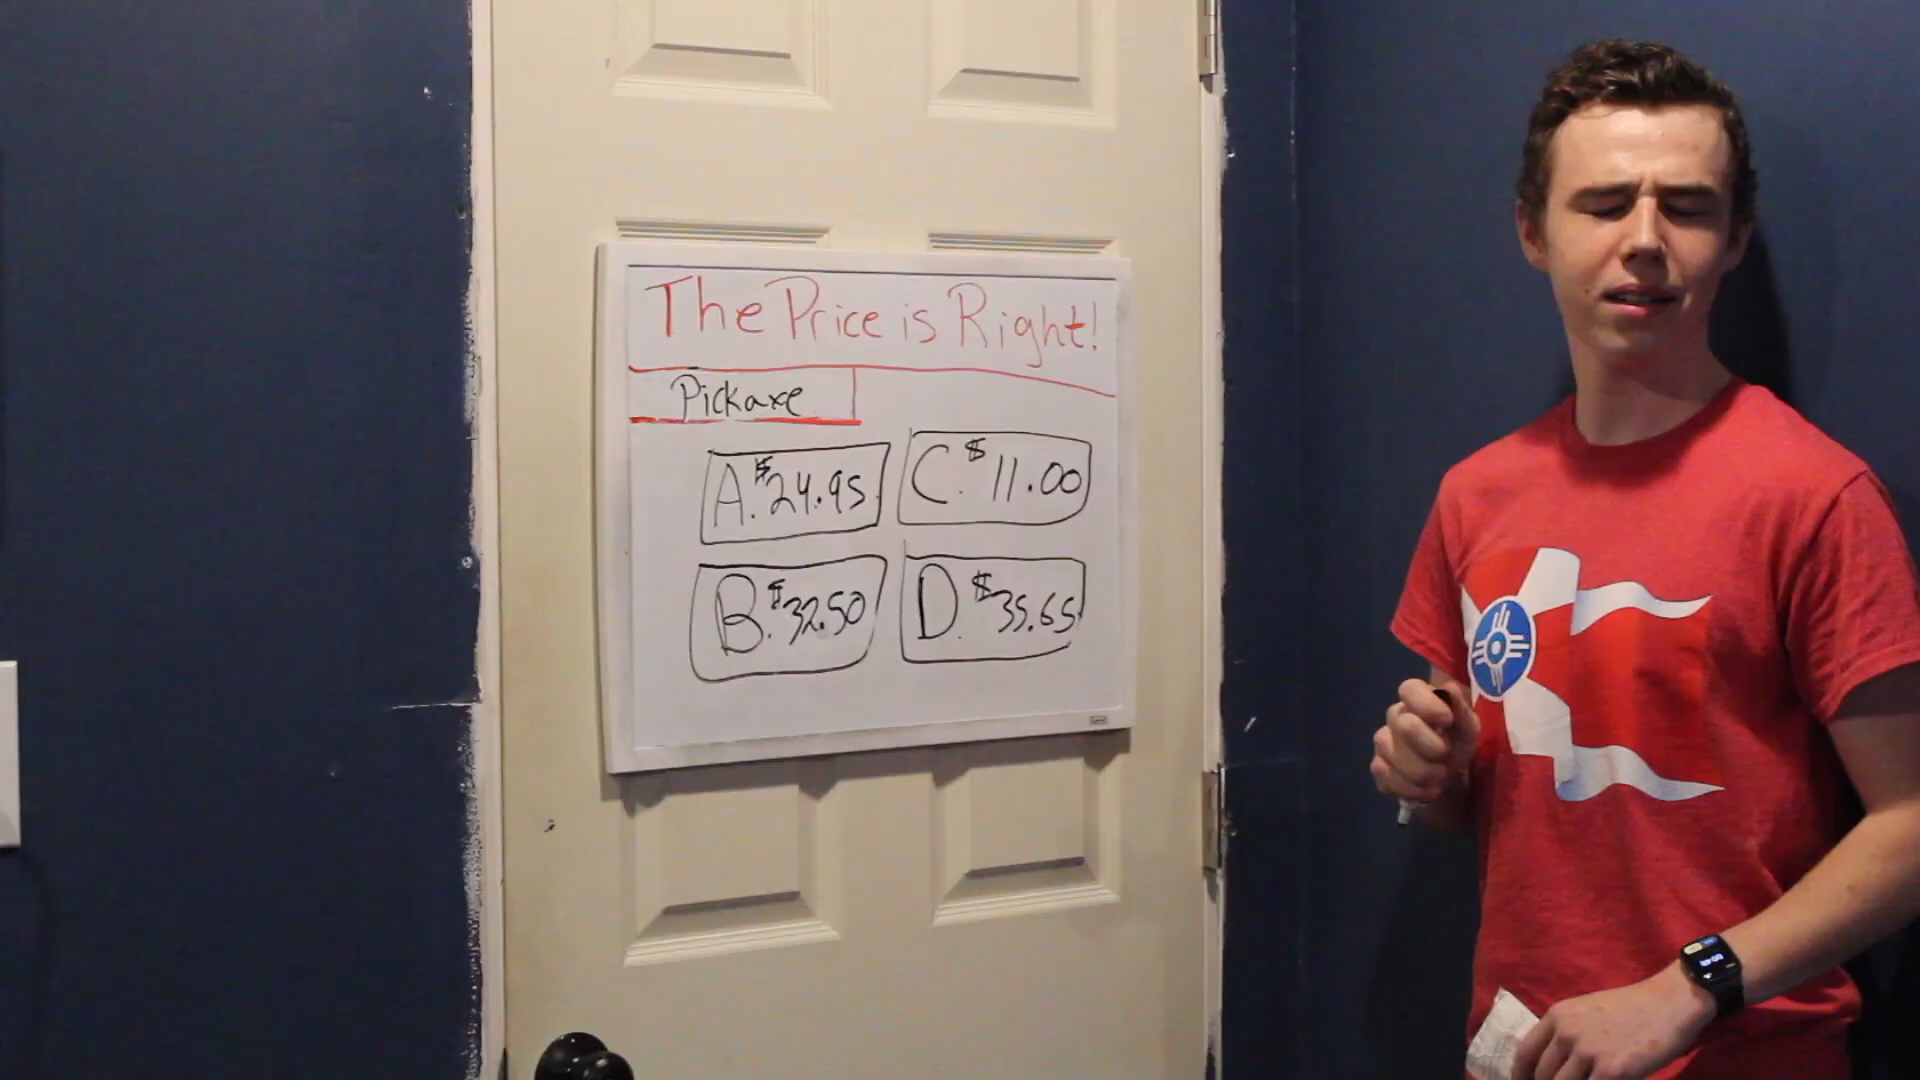 The Price is Right!
Pickaxe
A. $24.95
C. $11.00
B. $32.50
D. $35.65